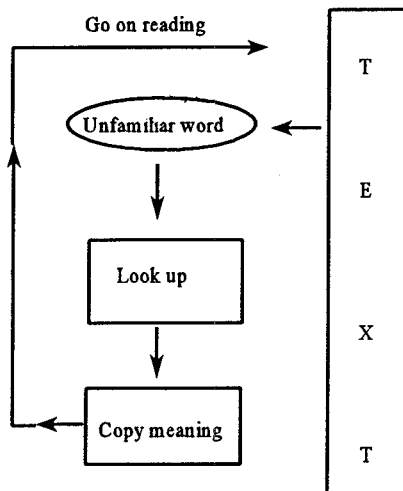 Go on reading
T
Unfamiliar word
E
Look up
X
Copy meaning
T